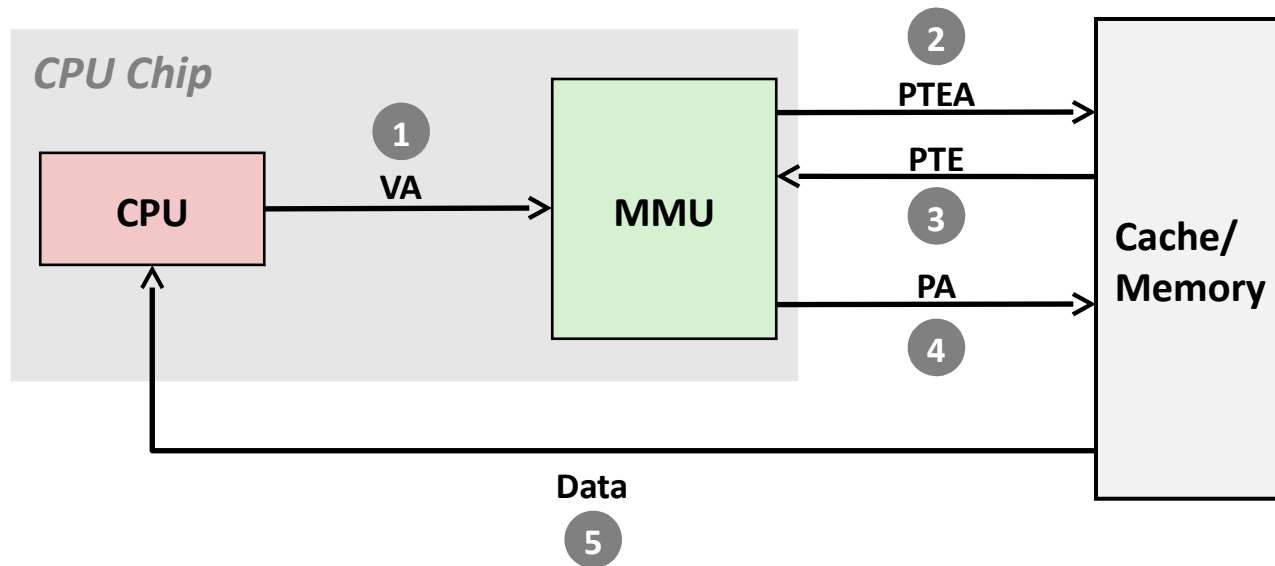 2
CPU Chip
PTEA
1
PTE
VA
CPU
MMU
3
Cache/
Memory
PA
4
Data
5